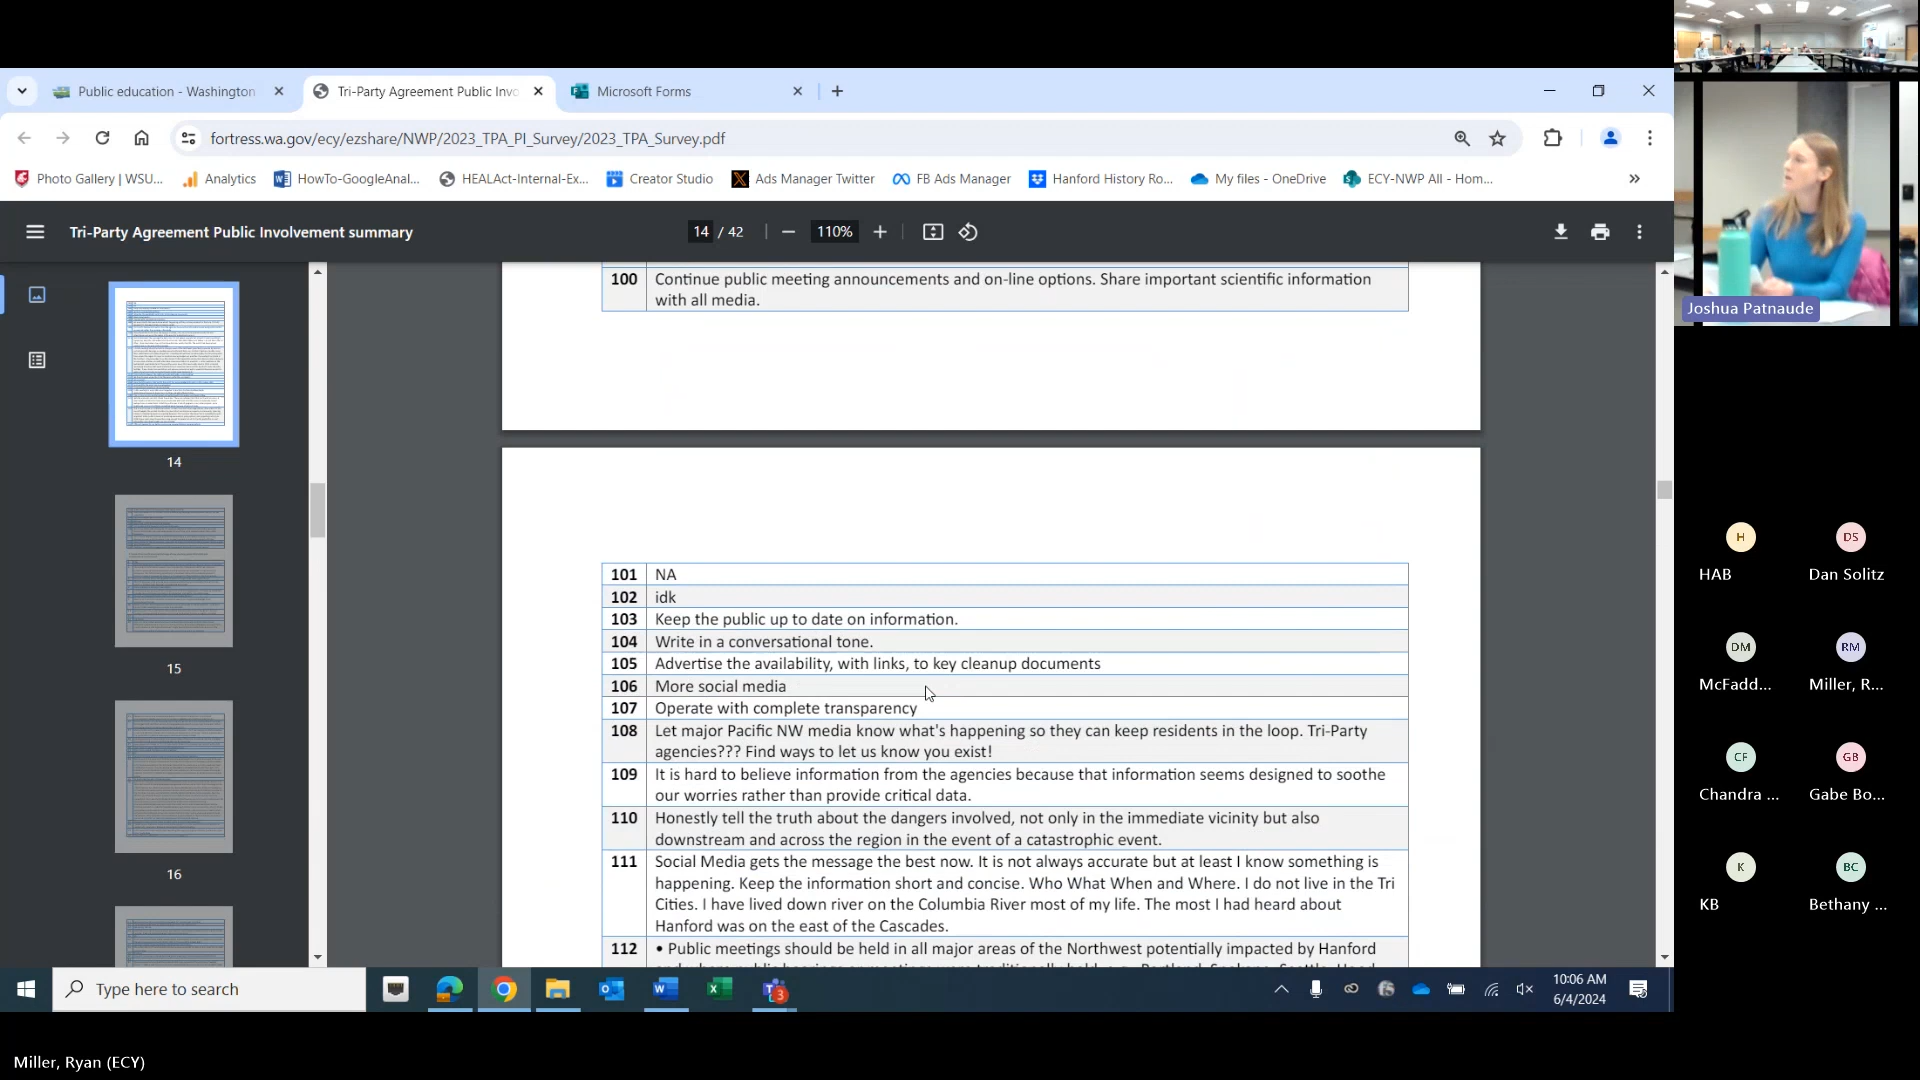 Public education - Washington
Tri-Party Agreement Public Invo
Microsoft Forms
fortress.wa.gov/ecy/ezshare/NWP/2023_TPA_PI_Survey/2023_TPA_Survey.pdf
Photo Gallery | WSU...
Analytics
HowTo-GoogleAnal...
HEALAct-Internal-Ex...
Creator Studio
Ads Manager Twitter
FB Ads Manager
Hanford History Ro...
My files - OneDrive
ECY-NWP All - Hom...
Tri-Party Agreement Public Involvement summary
14 / 42
110%
14
15
16
100 Continue public meeting announcements and on-line options. Share important scientific information
with all media.
101 NA
102 idk
103 Keep the public up to date on information.
104 Write in a conversational tone.
105 Advertise the availability, with links, to key cleanup documents
106 More social media
107 Operate with complete transparency
108 Let major Pacific NW media know what's happening so they can keep residents in the loop. Tri-Party
agencies??? Find ways to let us know you exist!
109 It is hard to believe information from the agencies because that information seems designed to soothe
our worries rather than provide critical data.
110 Honestly tell the truth about the dangers involved, not only in the immediate vicinity but also
downstream and across the region in the event of a catastrophic event.
111 Social Media gets the message the best now. It is not always accurate but at least I know something is
happening. Keep the information short and concise. Who What When and Where. I do not live in the Tri
Cities. I have lived down river on the Columbia River most of my life. The most I had heard about
Hanford was on the east of the Cascades.
112 • Public meetings should be held in all major areas of the Northwest potentially impacted by Hanford
Type here to search
3
10:06 AM
6/4/2024
Joshua Patnaude
H
HAB
DS
Dan Solitz
DM
McFadd...
RM
Miller, R...
CF
Chandra ...
GB
Gabe Bo...
K
KB
BC
Bethany ...
Miller, Ryan (ECY)